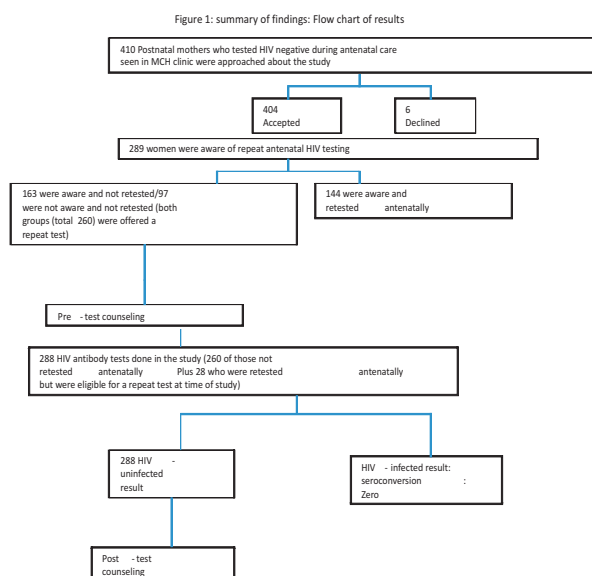 Figure 1: summary of findings: Flow chart of results
410 Postnatal mothers who tested HIV negative during antenatal care
seen in MCH clinic were approached about the study
404
Accepted
6
Declined
289 women were aware of repeat antenatal HIV testing
163 were aware and not retested/97
were not aware and not retested (both
groups (total 260) were offered a
repeat test)
144 were aware and
retested antenatally
Pre - test counseling
288 HIV antibody tests done in the study (260 of those not
retested antenatally Plus 28 who were retested antenatally
but were eligible for a repeat test at time of study)
288 HIV -
uninfected
result
HIV - infected result:
seroconversion :
Zero
Post - test
counseling